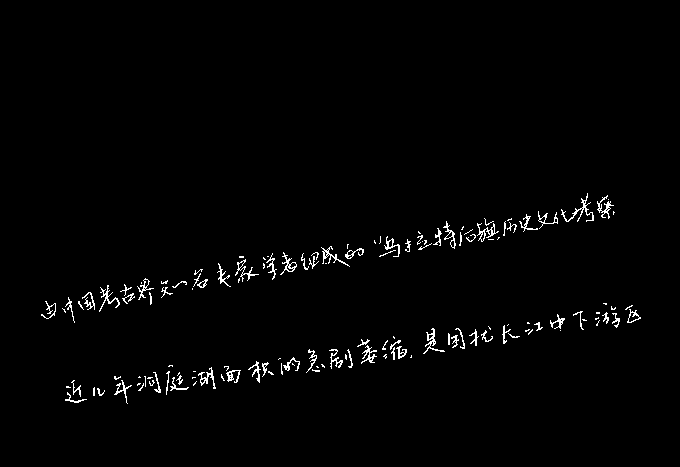 由中国考古界知名专家学者组成的“乌拉特后旗历史文化考察
近几年洞庭湖面积的急剧萎缩，是困扰长江中下游区